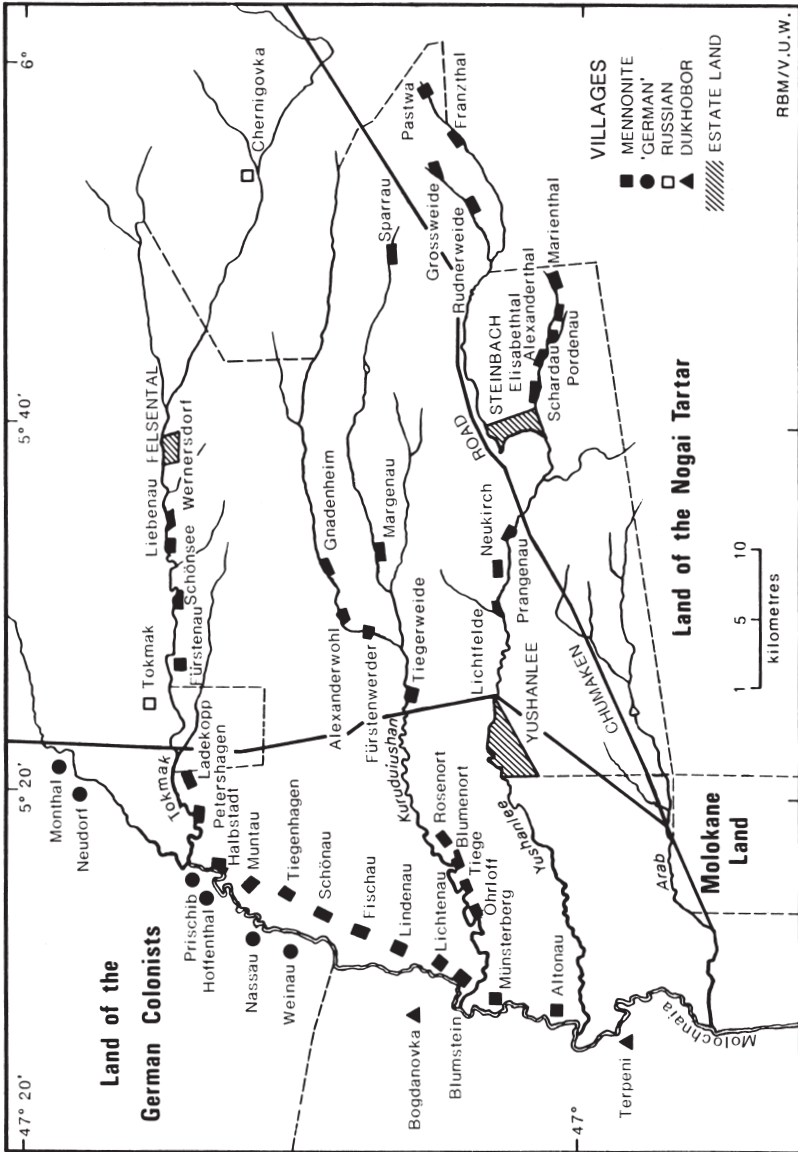 47° 20'
5° 20'
5° 40'
6°
47°
Land of the
German Colonists
Monthal
Neudorf
Prischib
Hoffenthal
Nassau
Weinau
Bogdanovka
Terpeni
Tokmak
Chernigovka
Tokmak
Ladekopp
Petershagen
Halbstadt
Muntau
Tiegenhagen
Schönau
Fischau
Lindenau
Lichtenau
Blumstein
Münsterberg
Altonau
Rosenort
Blumenort
Tiege
Ohrloff
Fürstenau
Schönsee
Liebenau
Wernersdorf
FELSENTAL
Gnadenheim
Alexanderwohl
Fürstenwerder
Margenau
Sparrau
Tiegerweide
Kuruduiushan
Lichtfelde
Neukirch
Prangenau
YUSHANLEE
Yushanlee
STEINBACH
Elisabethtal
Alexanderthal
Schardau
Pordenau
Marienthal
Rudnerweide
Grossweide
Pastwa
Franzthal
CHUMAKEN
ROAD
Arab
Molochnaia
Molokane
Land
Land of the Nogai Tartar
1 5 10
kilometres
VILLAGES
MENNONITE
'GERMAN'
RUSSIAN
DUKHOBOR
ESTATE LAND
RBM/V.U.W.